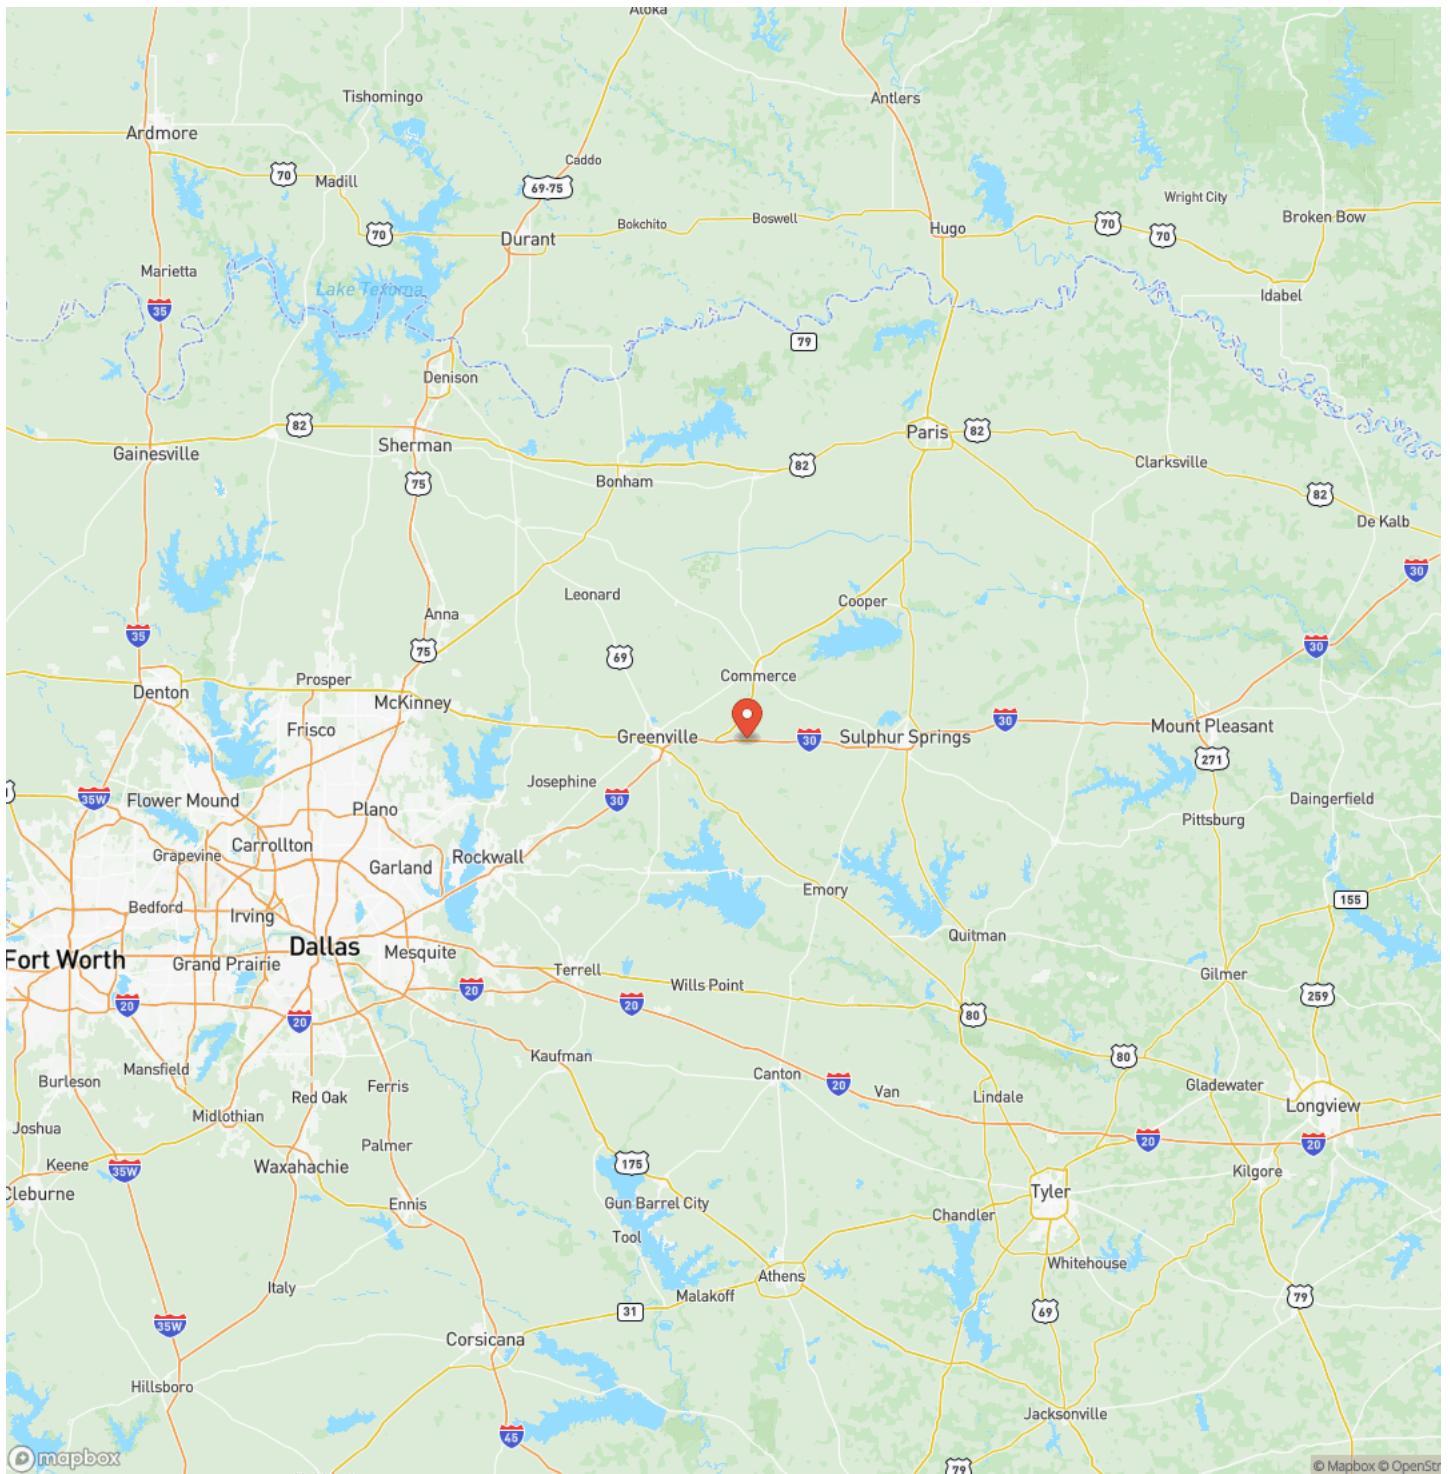 Atoka
Tishomingo
Antlers
Ardmore
35
Caddo
70
Madill
69-75
Wright City
Boswell
Broken Bow
Bokchito
70
70
Hugo
70
Durant
Marietta
Lake Texoma
Idabel
35
79
Denison
82
Paris
82
Sherman
Gainesville
82
Clarksville
75
Bonham
82
De Kalb
30
Leonard
Cooper
Anna
35
30
75
69
Commerce
Prosper
Denton
McKinney
30
Mount Pleasant
Frisco
Greenville
30
Sulphur Springs
271
Josephine
35W
Flower Mound
30
Daingerfield
Plano
Pittsburg
Carrollton
Grapevine
Rockwall
Garland
Emory
155
Bedford
Irving
Quitman
Dallas
Mesquite
Fort Worth
Grand Prairie
Terrell
Gilmer
Wills Point
20
259
20
20
80
20
Kaufman
80
Mansfield
Canton
Burleson
20
Gladewater
Ferris
Van
Red Oak
Lindale
Longview
Midlothian
Joshua
20
20
Palmer
175
Keene
35W
Waxahachie
Kilgore
Cleburne
Tyler
Ennis
Gun Barrel City
Chandler
Tool
Whitehouse
Athens
Italy
Malakoff
79
31
69
35W
Corsicana
Hillsboro
Jacksonville
45
mapbox
79
© Mapbox © OpenStr